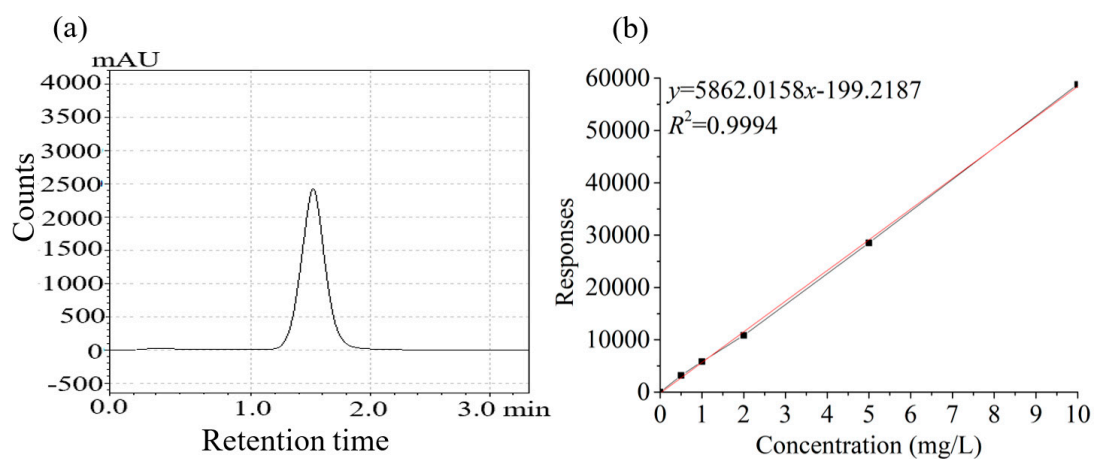 (a)
mAU
4000
3500
3000
2500
2000
1500
1000
500
0
-500
0.0 1.0 2.0 3.0 min
Counts
Retention time
(b)
y=5862.0158x-199.2187
R²=0.9994
60000
50000
40000
30000
20000
10000
0
0 1 2 3 4 5 6 7 8 9 10
Responses
Concentration (mg/L)